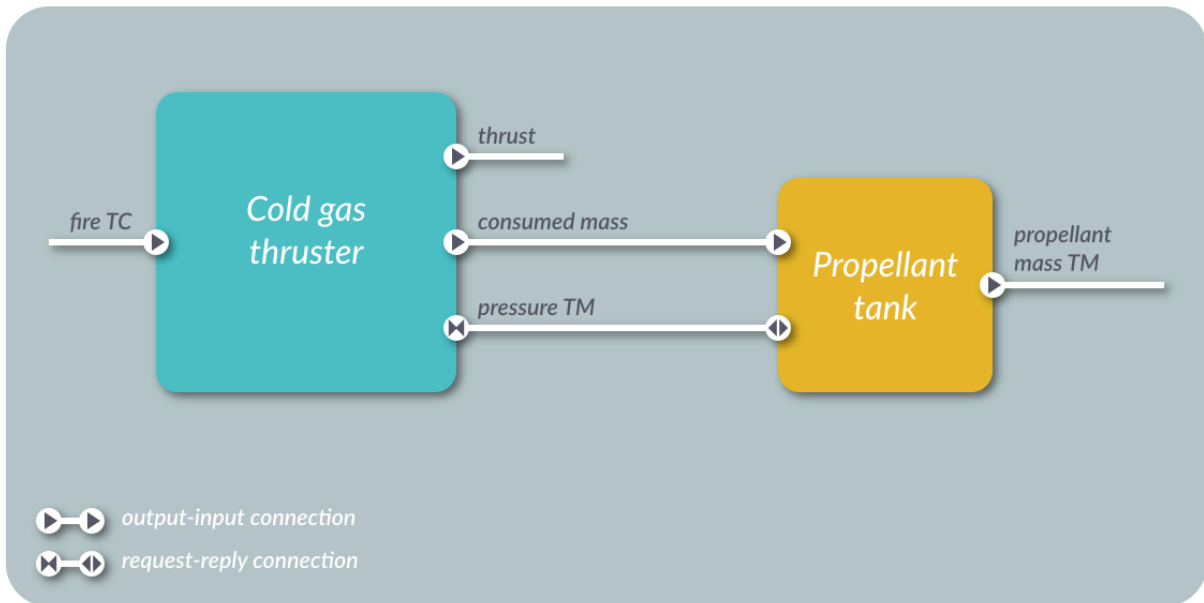 thrust
fire TC
Cold gas
thruster
consumed mass
pressure TM
Propellant
tank
propellant
mass TM
output-input connection
request-reply connection